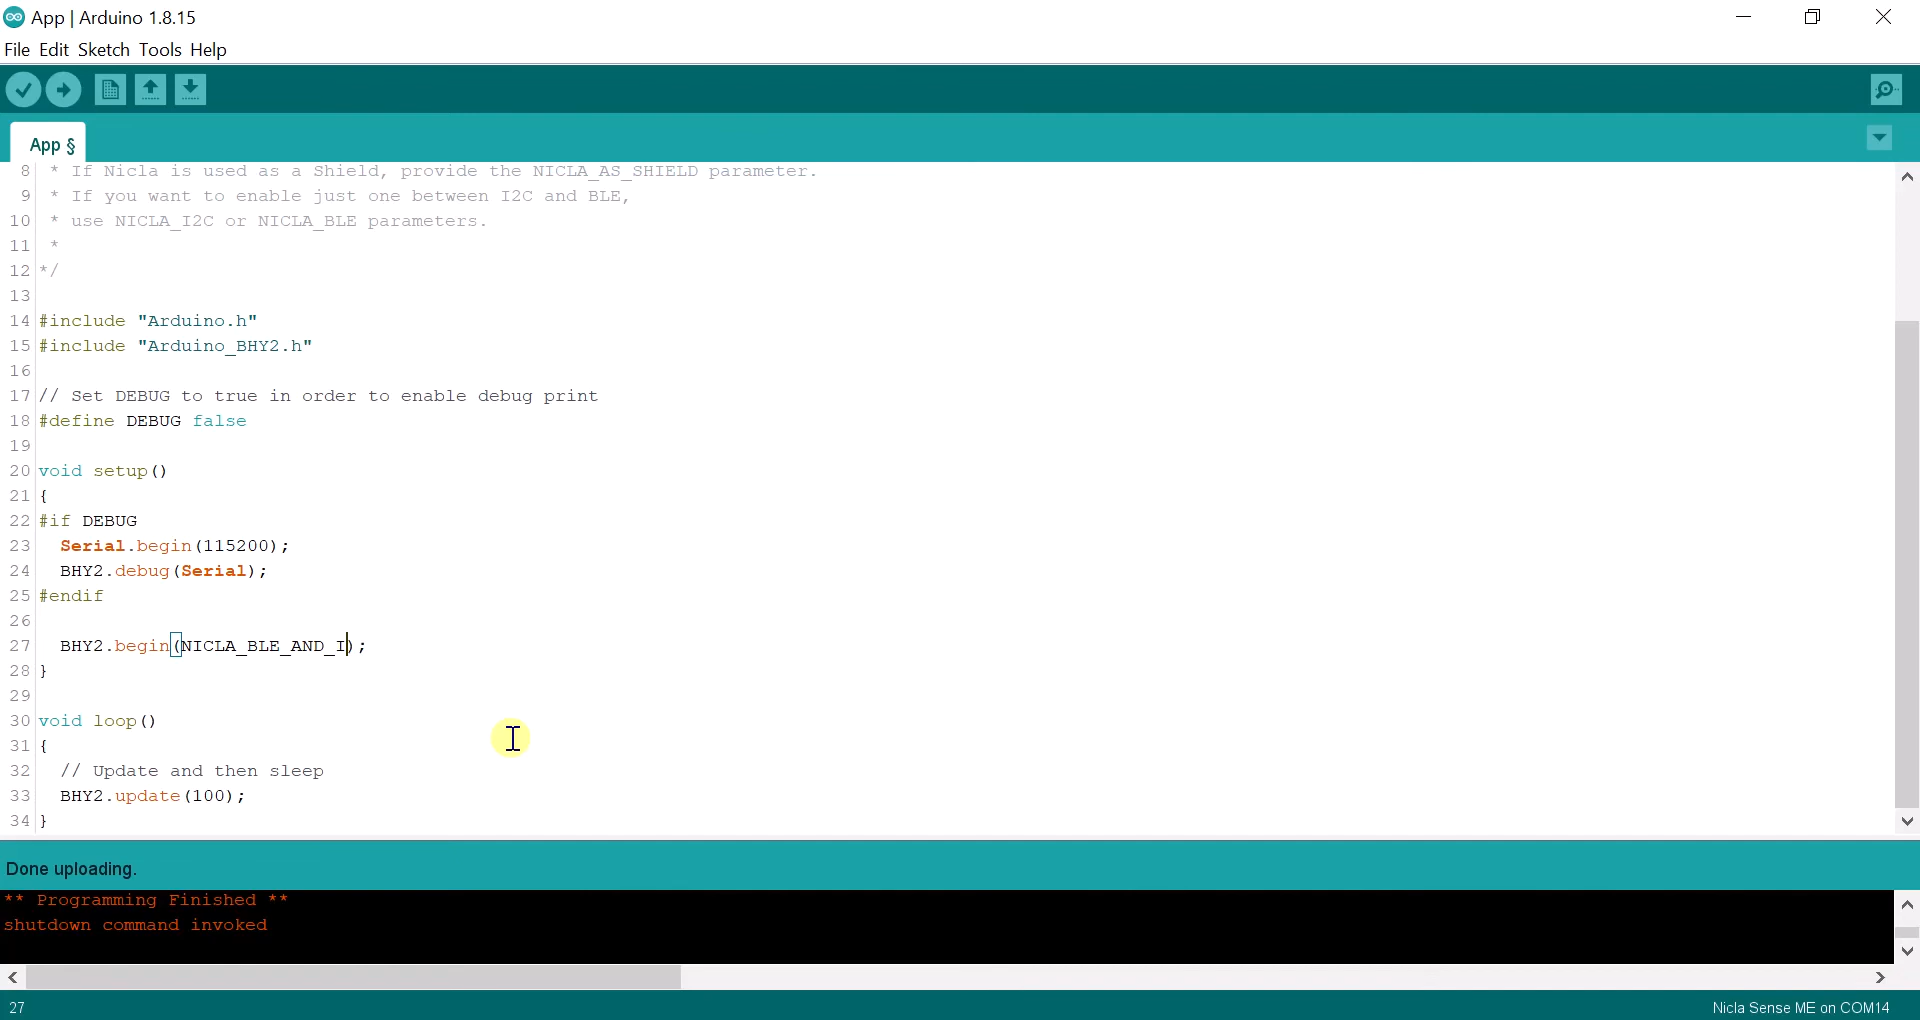 App | Arduino 1.8.15
File Edit Sketch Tools Help
App §
8 * If Nicla is used as a Shield, provide the NICLA_AS_SHIELD parameter.
9 * If you want to enable just one between I2C and BLE,
10 * use NICLA_I2C or NICLA_BLE parameters.
11 *
12 */
13
14 #include "Arduino.h"
15 #include "Arduino_BHY2.h"
16
17 // Set DEBUG to true in order to enable debug print
18 #define DEBUG false
19
20 void setup()
21 {
22 #if DEBUG
23 Serial.begin(115200);
24 BHY2.debug(Serial);
25 #endif
26
27 BHY2.begin(NICLA_BLE_AND_I);
28 }
29
30 void loop()
31 {
32 // Update and then sleep
33 BHY2.update(100);
34 }
Done uploading.
** Programming Finished **
shutdown command invoked
27 Nicla Sense ME on COM14